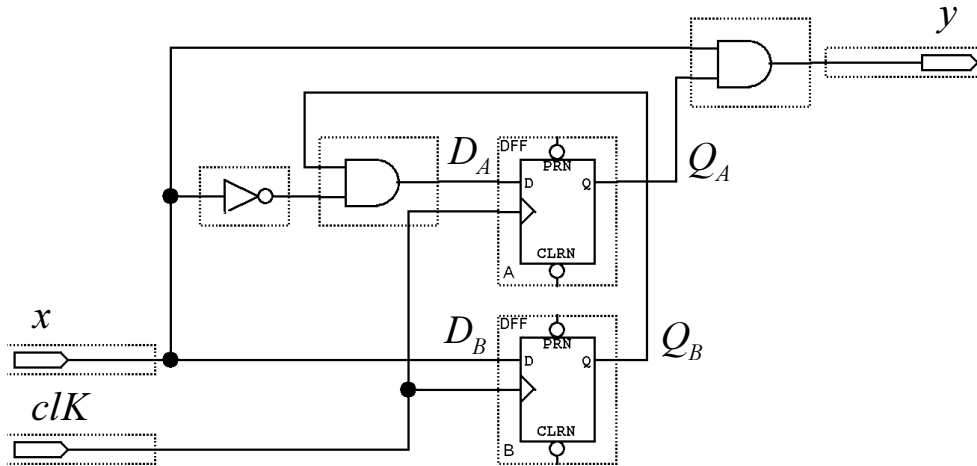 y
DFF
PRN
D_A
D
Q
Q_A
CLRN
A
x
DFF
PRN
D_B
D
Q
Q_B
clK
CLRN
B